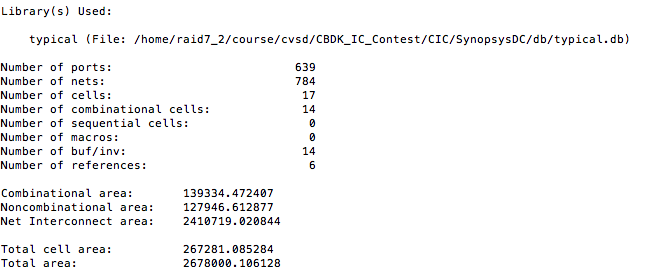 Library(s) Used:
typical (File: /home/raid7_2/course/cvsd/CBDK_IC_Contest/CIC/SynopsysDC/db/typical.db)
Number of ports: 639
Number of nets: 784
Number of cells: 17
Number of combinational cells: 14
Number of sequential cells: 0
Number of macros: 0
Number of buf/inv: 14
Number of references: 6
Combinational area: 139334.472407
Noncombinational area: 127946.612877
Net Interconnect area: 2410719.020844
Total cell area: 267281.085284
Total area: 2678000.106128